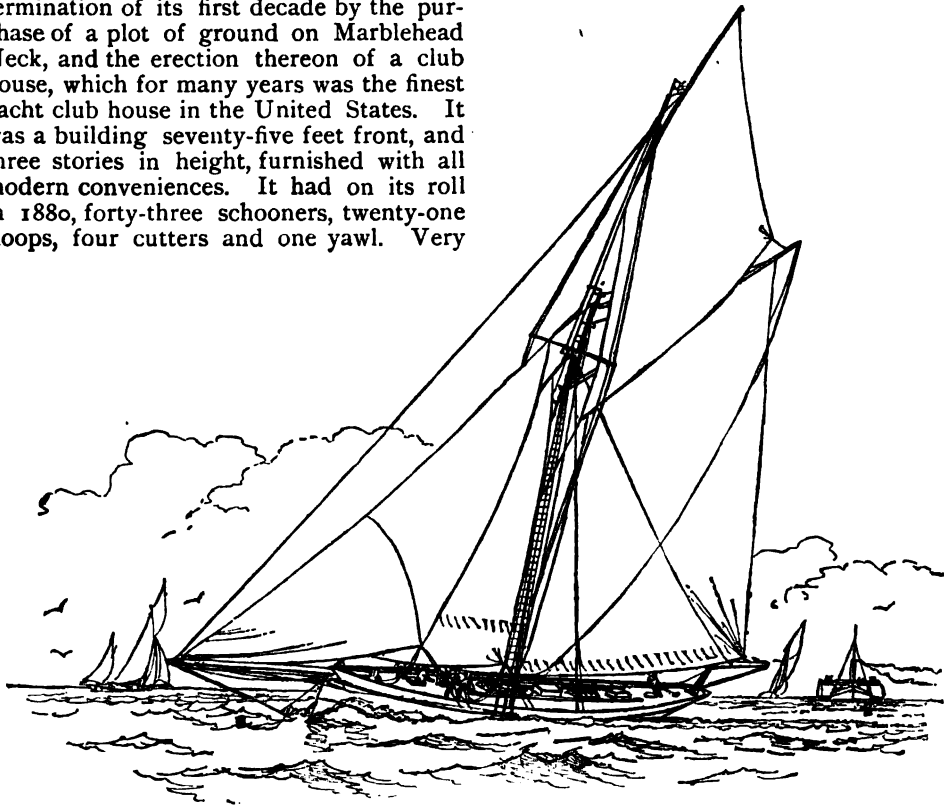 ermination of its first decade by the pur-
hase of a plot of ground on Marblehead
Neck, and the erection thereon of a club
ouse, which for many years was the finest
acht club house in the United States. It
as a building seventy-five feet front, and
hree stories in height, furnished with all
modern conveniences. It had on its roll
n 1880, forty-three schooners, twenty-one
loops, four cutters and one yawl. Very